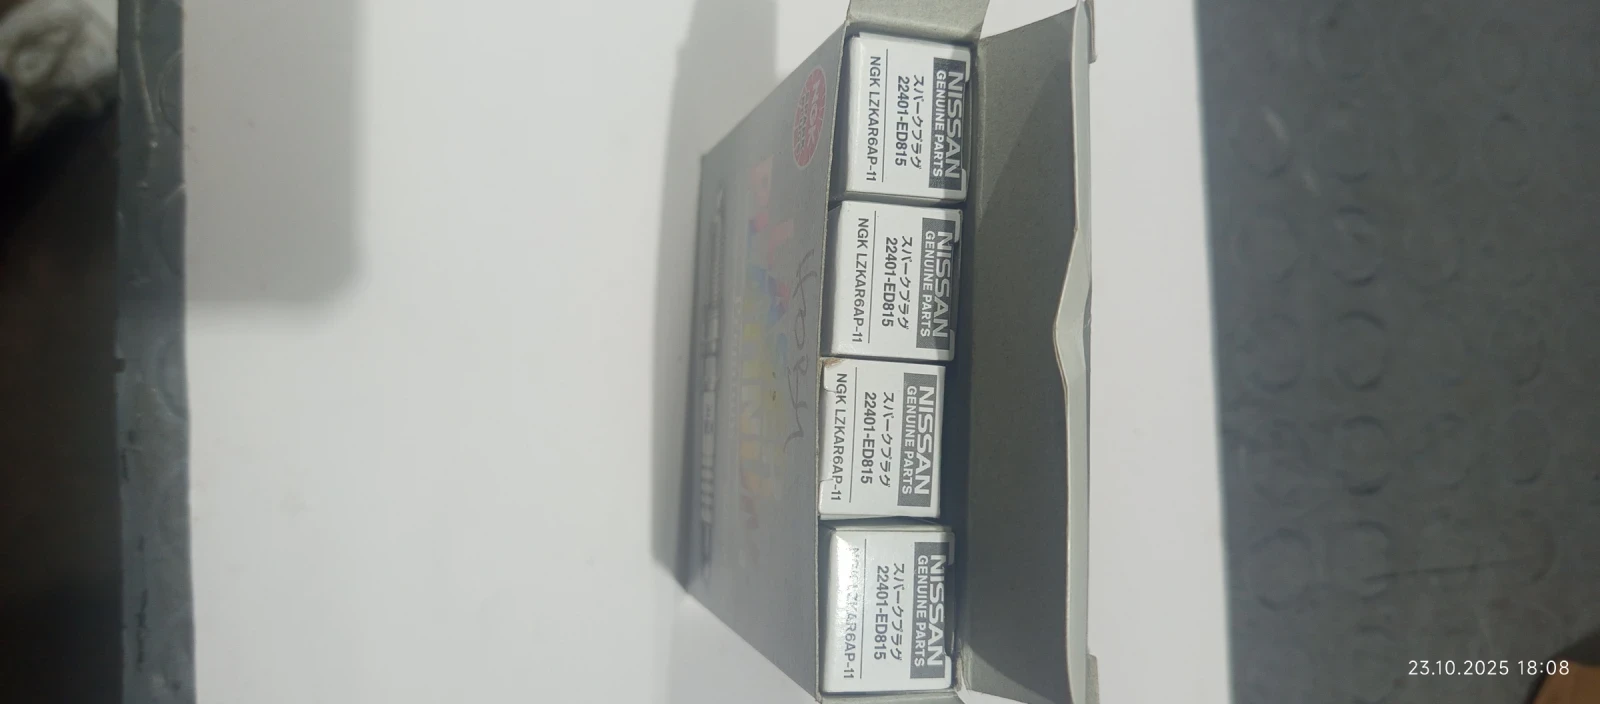 NISSAN
GENUINE PARTS
スパークプラグ
22401-ED815
NGK LZKAR6AP-11
NISSAN
GENUINE PARTS
スパークプラグ
22401-ED815
NGK LZKAR6AP-11
NISSAN
GENUINE PARTS
スパークプラグ
22401-ED815
NGK LZKAR6AP-11
NISSAN
GENUINE PARTS
スパークプラグ
22401-ED815
NGK LZKAR6AP-11
23.10.2025 18:08